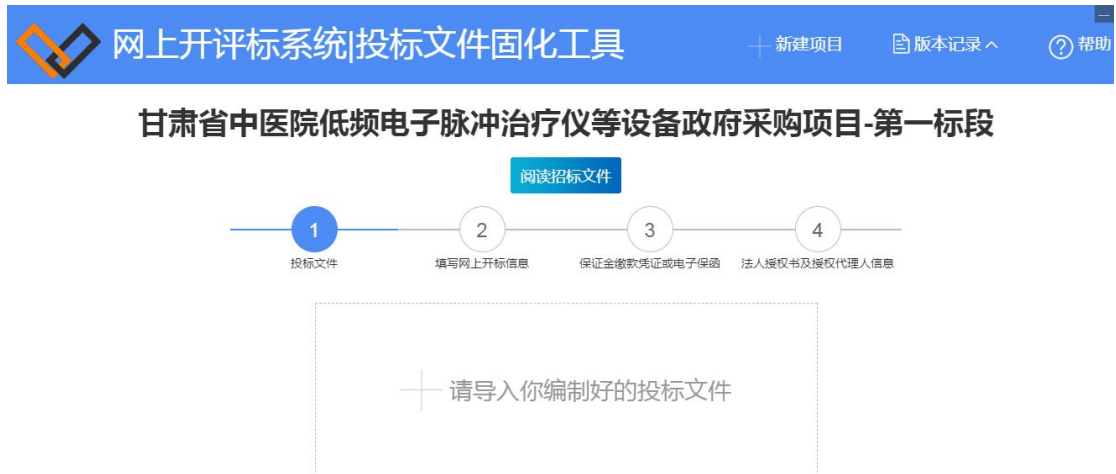 网上开评标系统|投标文件固化工具
新建项目
版本记录
帮助
甘肃省中医院低频电子脉冲治疗仪等设备政府采购项目-第一标段
阅读招标文件
1
2
3
4
投标文件
填写网上开标信息
保证金缴款凭证或电子保函
法人授权书及授权代理人信息
请导入你编制好的投标文件